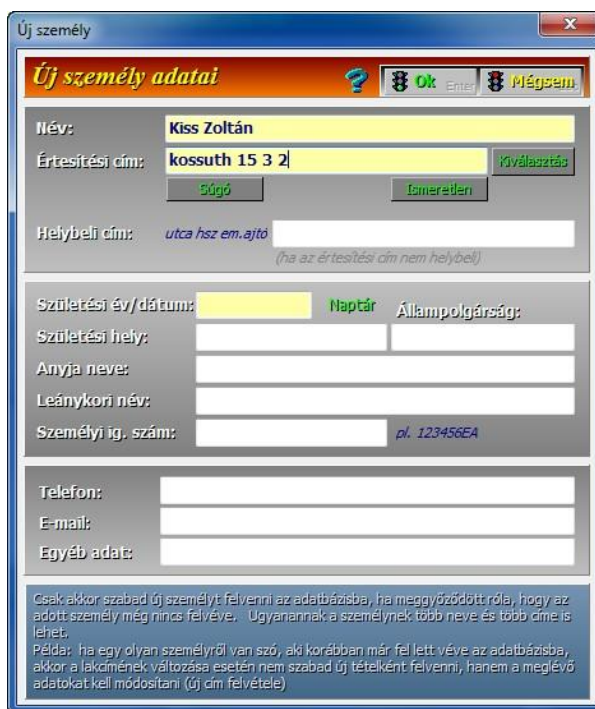 Új személy
Új személy adatai
? Ok Enter Mégsem
Név: Kiss Zoltán
Értesítési cím: kossuth 15 3 2 Kiválasztás
Súgó Ismeretlen
Helybeli cím: utca hsz em.ajtó
(ha az értesítési cím nem helybeli)
Születési év/dátum: Naptár Állampolgárság:
Születési hely:
Anyja neve:
Leánykori név:
Személyi ig. szám: pl. 123456EA
Telefon:
E-mail:
Egyéb adat:
Csak akkor szabad új személyt felvenni az adatbázisba, ha meggyőződött róla, hogy az
adott személy még nincs felvéve. Ugyanannak a személynek több neve és több címe is
lehet.
Példa: ha egy olyan személyről van szó, aki korábban már fel lett véve az adatbázisba,
akkor a lakcímének változása esetén nem szabad új tételként felvenni, hanem a meglévő
adatokat kell módosítani (új cím felvétele)